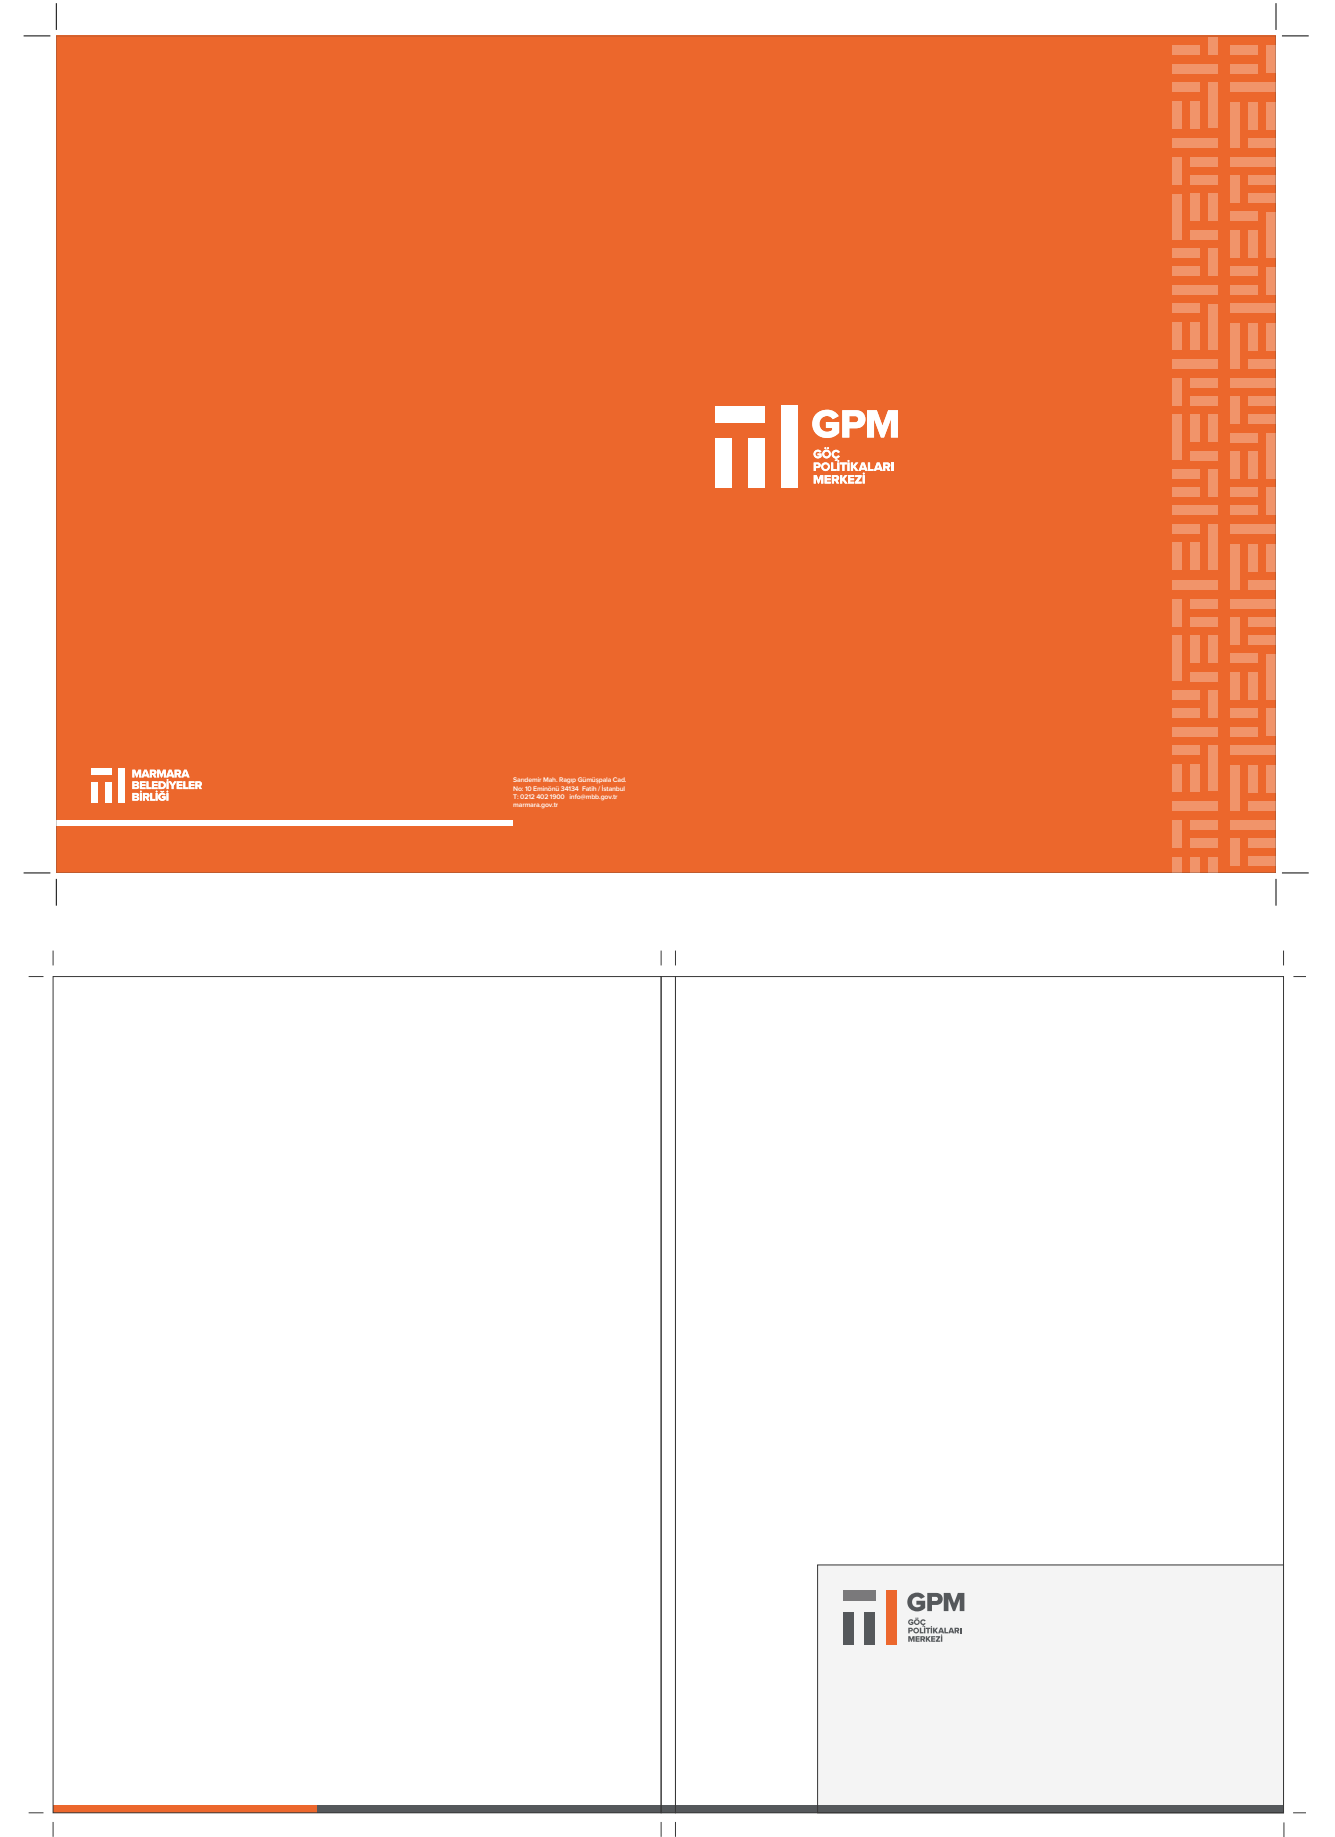 GPM
GÖÇ
POLİTİKALARI
MERKEZİ
MARMARA
BELEDİYELER
BİRLİĞİ
Sarıdemir Mah. Ragıp Gümüşpala Cad.
No: 10 Eminönü 34134 Fatih / İstanbul
T: 0212 402 1900 info@mbb.gov.tr
marmara.gov.tr
GPM
GÖÇ
POLİTİKALARI
MERKEZİ